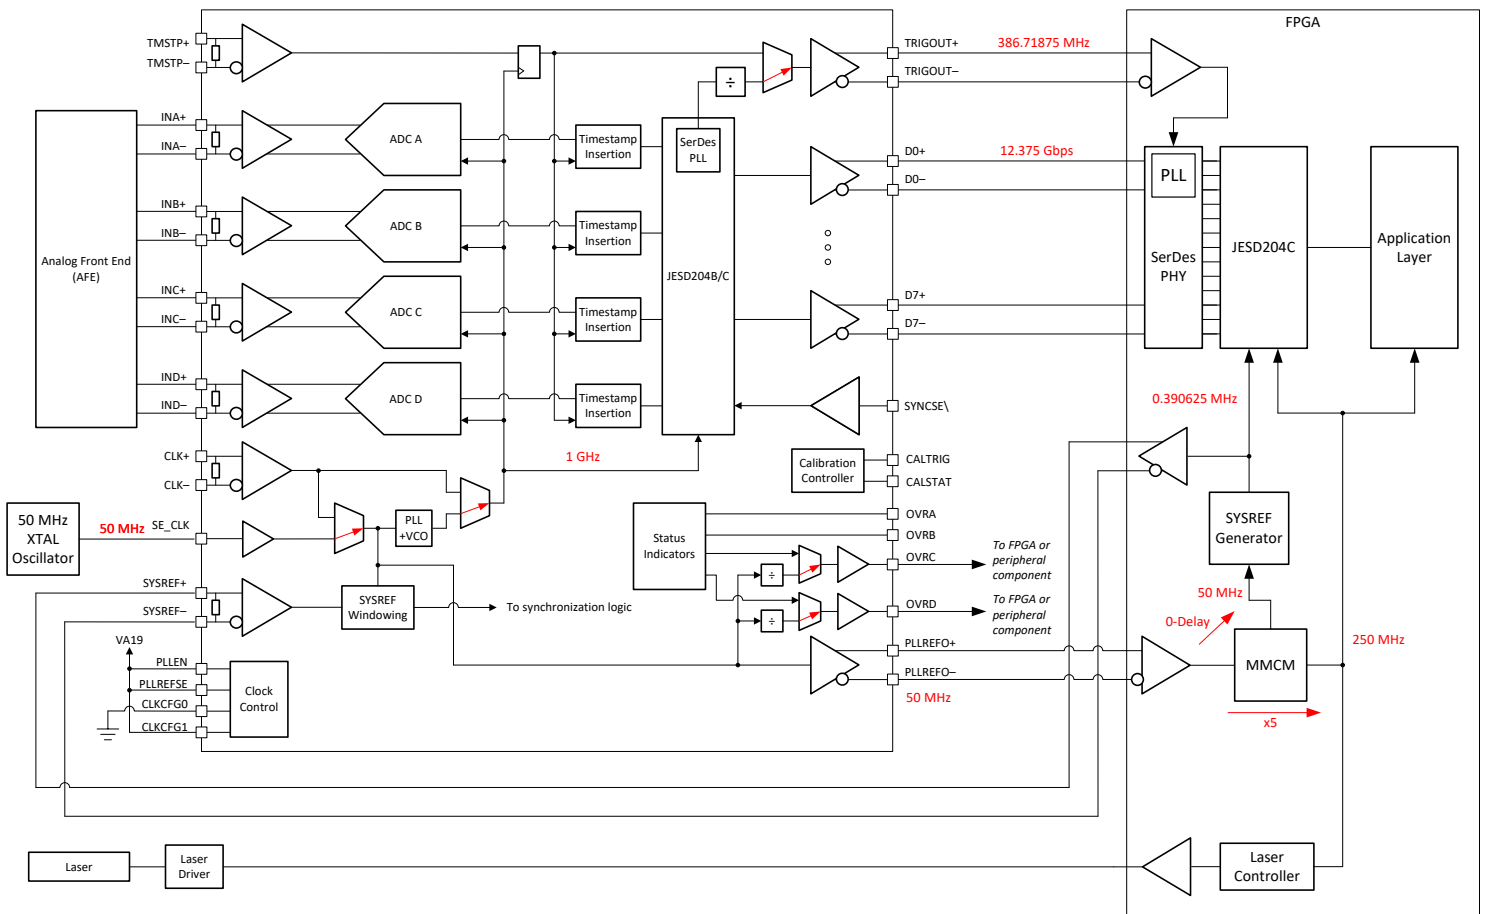 FPGA
TMSTP+
TMSTP–
TRIGOUT+
386.71875 MHz
TRIGOUT–
÷
Analog Front End
(AFE)
INA+
INA–
ADC A
Timestamp
Insertion
SerDes
PLL
D0+
12.375 Gbps
D0–
PLL
SerDes
PHY
JESD204C
Application
Layer
INB+
INB–
ADC B
Timestamp
Insertion
JESD204B/C
INC+
INC–
ADC C
Timestamp
Insertion
D7+
D7–
IND+
IND–
ADC D
Timestamp
Insertion
SYNCSE\
0.390625 MHz
CLK+
CLK–
1 GHz
Calibration
Controller
CALTRIG
CALSTAT
50 MHz
XTAL
Oscillator
50 MHz
SE_CLK
PLL
+VCO
Status
Indicators
OVRA
OVRB
OVRC
OVRD
÷
÷
To FPGA or
peripheral
component
To FPGA or
peripheral
component
SYSREF
Generator
SYSREF+
SYSREF–
SYSREF
Windowing
To synchronization logic
50 MHz
0-Delay
250 MHz
MMCM
x5
VA19
PLLEN
PLLREFSE
CLKCFG0
CLKCFG1
Clock
Control
PLLREFO+
PLLREFO–
50 MHz
Laser
Laser
Driver
Laser
Controller